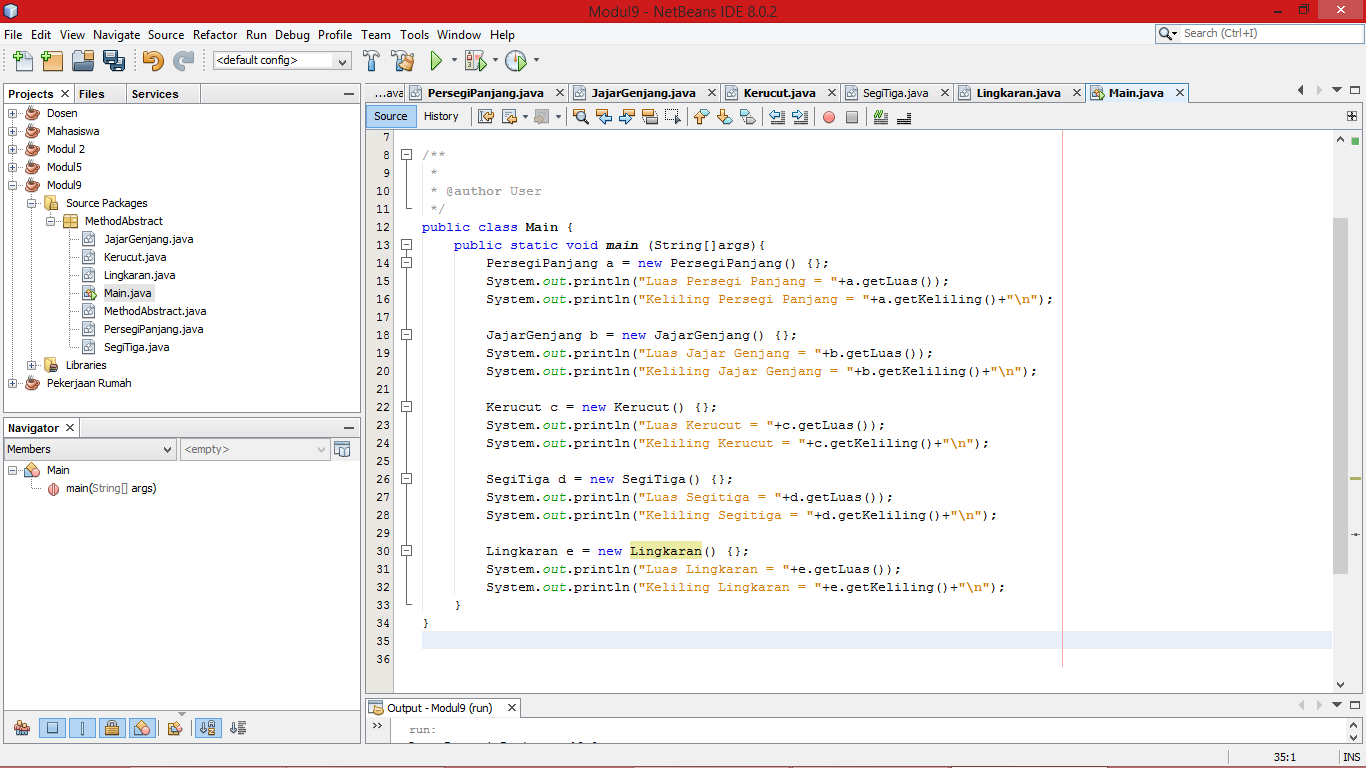 Modul9 - NetBeans IDE 8.0.2
File Edit View Navigate Source Refactor Run Debug Profile Team Tools Window Help
Search (Ctrl+I)
<default config>
Projects Files Services
Dosen
Mahasiswa
Modul 2
Modul5
Modul9
Source Packages
MethodAbstract
JajarGenjang.java
Kerucut.java
Lingkaran.java
Main.java
MethodAbstract.java
PersegiPanjang.java
SegiTiga.java
Libraries
Pekerjaan Rumah
Navigator
Members <empty>
Main
main(String[] args)
...ava PersegiPanjang.java JajarGenjang.java Kerucut.java SegiTiga.java Lingkaran.java Main.java
Source History
7
8 /**
9 *
10 * @author User
11 */
12 public class Main {
13 public static void main (String[]args){
14 PersegiPanjang a = new PersegiPanjang() {};
15 System.out.println("Luas Persegi Panjang = "+a.getLuas());
16 System.out.println("Keliling Persegi Panjang = "+a.getKeliling()+"\n");
17
18 JajarGenjang b = new JajarGenjang() {};
19 System.out.println("Luas Jajar Genjang = "+b.getLuas());
20 System.out.println("Keliling Jajar Genjang = "+b.getKeliling()+"\n");
21
22 Kerucut c = new Kerucut() {};
23 System.out.println("Luas Kerucut = "+c.getLuas());
24 System.out.println("Keliling Kerucut = "+c.getKeliling()+"\n");
25
26 SegiTiga d = new SegiTiga() {};
27 System.out.println("Luas Segitiga = "+d.getLuas());
28 System.out.println("Keliling Segitiga = "+d.getKeliling()+"\n");
29
30 Lingkaran e = new Lingkaran() {};
31 System.out.println("Luas Lingkaran = "+e.getLuas());
32 System.out.println("Keliling Lingkaran = "+e.getKeliling()+"\n");
33 }
34 }
35
36
Output - Modul9 (run)
run:
35:1 INS